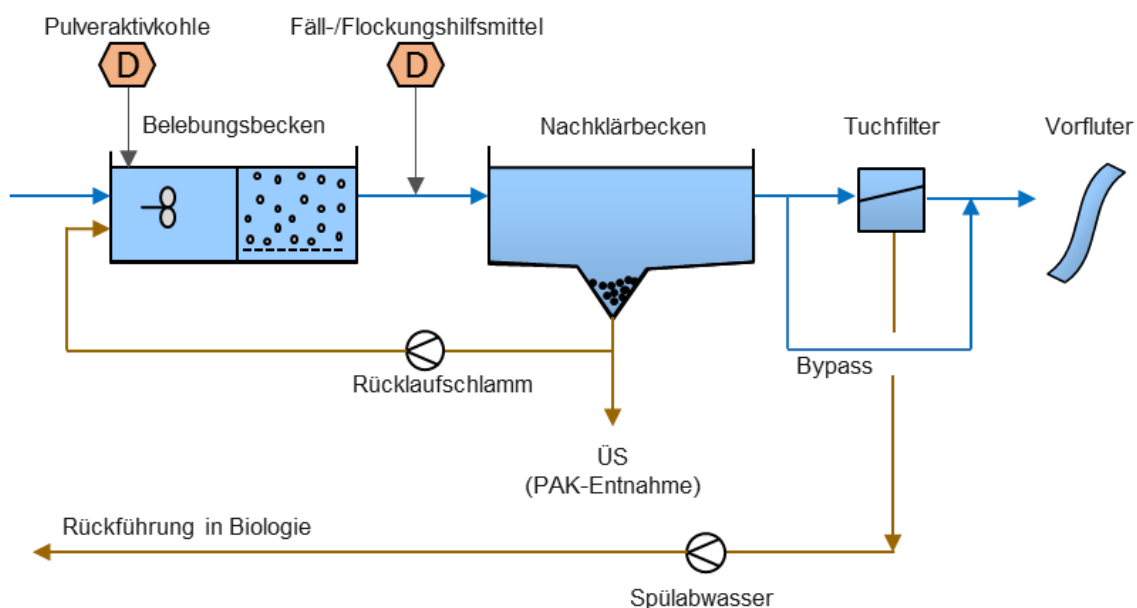 Pulveraktivkohle
Fäll-/Flockungshilfsmittel
D
D
Belebungsbecken
Nachklärbecken
Tuchfilter
Vorfluter
Bypass
Rücklaufschlamm
ÜS
(PAK-Entnahme)
Rückführung in Biologie
Spülabwasser